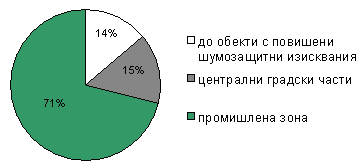 14%
15%
71%
до обекти с повишени
шумозащитни изисквания
централни градски части
промишлена зона